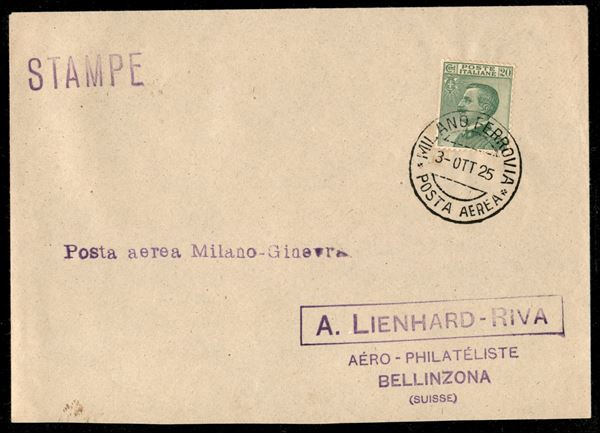 STAMPE
POSTE
ITALIANE
20
* MILANO FERROVIA *
3-OTT 25
POSTA AEREA
Posta aerea Milano-Ginevra
A. LIENHARD-RIVA
AÉRO-PHILATÉLISTE
BELLINZONA
(SUISSE)